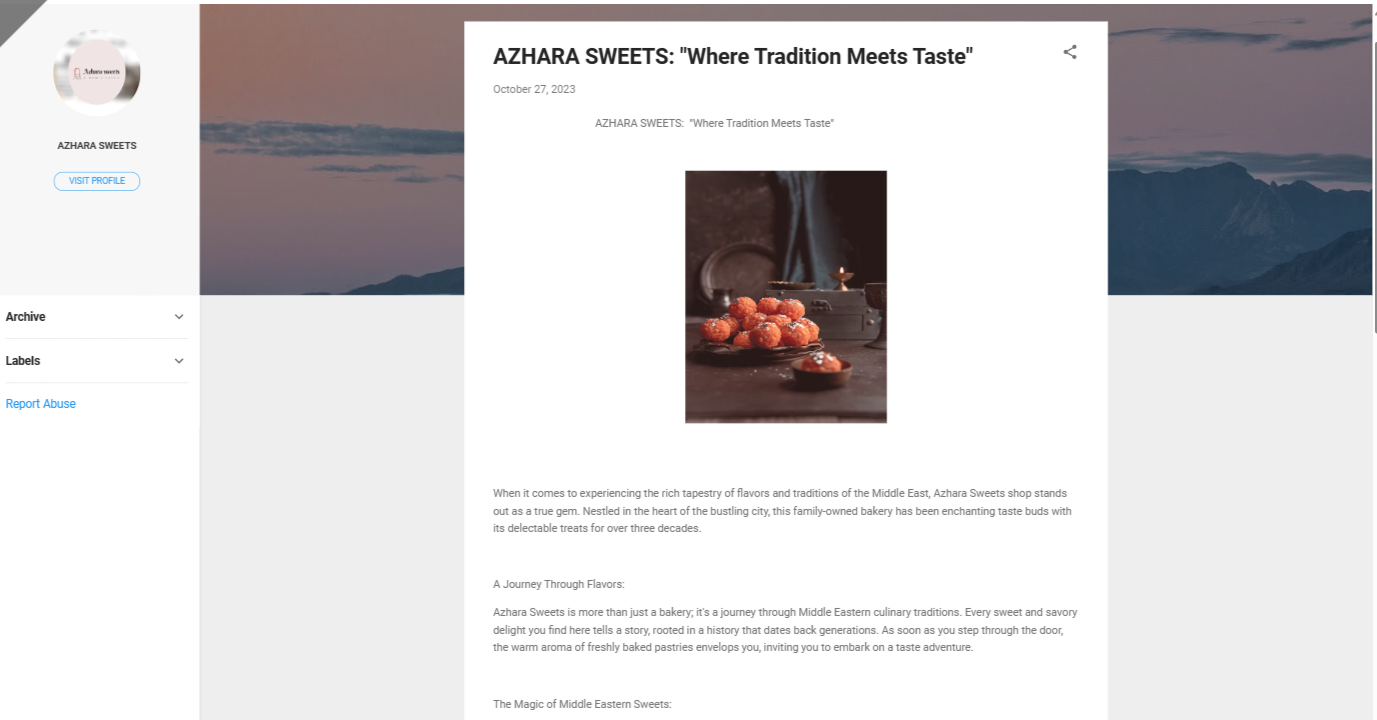 Azhara sweets
AZHARA SWEETS
VISIT PROFILE
Archive
Labels
Report Abuse
AZHARA SWEETS: "Where Tradition Meets Taste"
October 27, 2023
AZHARA SWEETS: "Where Tradition Meets Taste"
When it comes to experiencing the rich tapestry of flavors and traditions of the Middle East, Azhara Sweets shop stands
out as a true gem. Nestled in the heart of the bustling city, this family-owned bakery has been enchanting taste buds with
its delectable treats for over three decades.
A Journey Through Flavors:
Azhara Sweets is more than just a bakery; it's a journey through Middle Eastern culinary traditions. Every sweet and savory
delight you find here tells a story, rooted in a history that dates back generations. As soon as you step through the door,
the warm aroma of freshly baked pastries envelops you, inviting you to embark on a taste adventure.
The Magic of Middle Eastern Sweets: